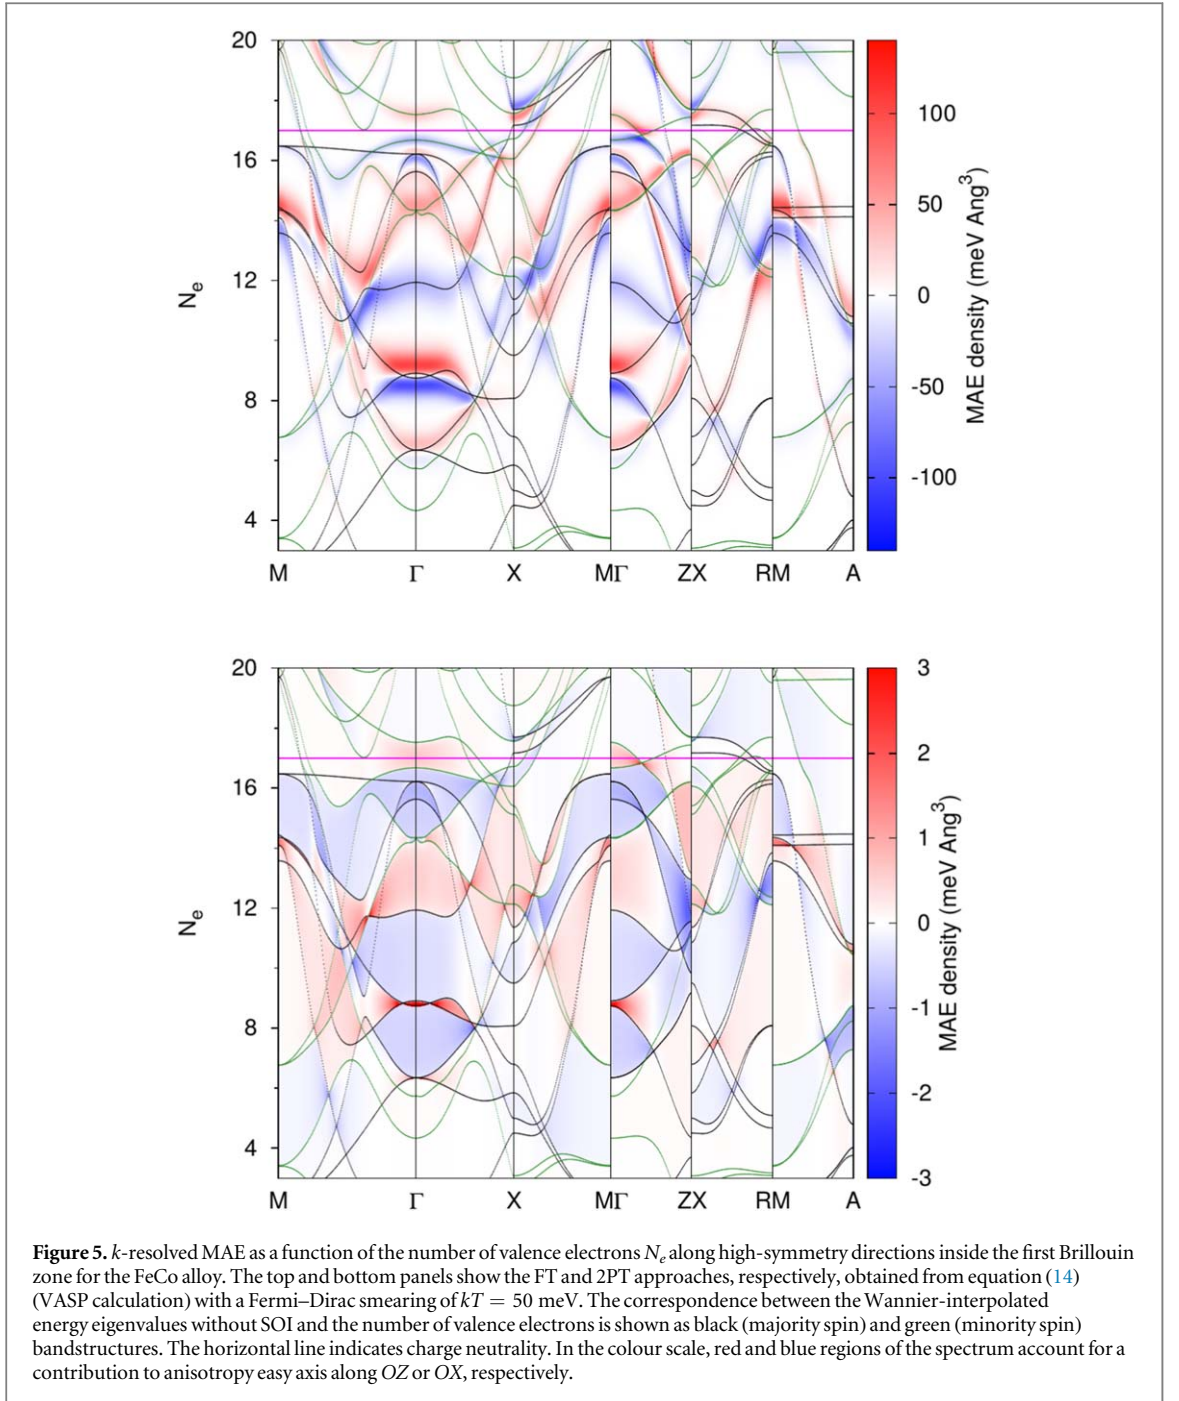 20
16
12
8
4
N_e
M Γ X MΓ ZX RM A
100
50
0
-50
-100
MAE density (meV Ang^3)
20
16
12
8
4
N_e
M Γ X MΓ ZX RM A
3
2
1
0
-1
-2
-3
MAE density (meV Ang^3)
Figure 5. k-resolved MAE as a function of the number of valence electrons N_e along high-symmetry directions inside the first Brillouin
zone for the FeCo alloy. The top and bottom panels show the FT and 2PT approaches, respectively, obtained from equation (14)
(VASP calculation) with a Fermi–Dirac smearing of kT = 50 meV. The correspondence between the Wannier-interpolated
energy eigenvalues without SOI and the number of valence electrons is shown as black (majority spin) and green (minority spin)
bandstructures. The horizontal line indicates charge neutrality. In the colour scale, red and blue regions of the spectrum account for a
contribution to anisotropy easy axis along OZ or OX, respectively.